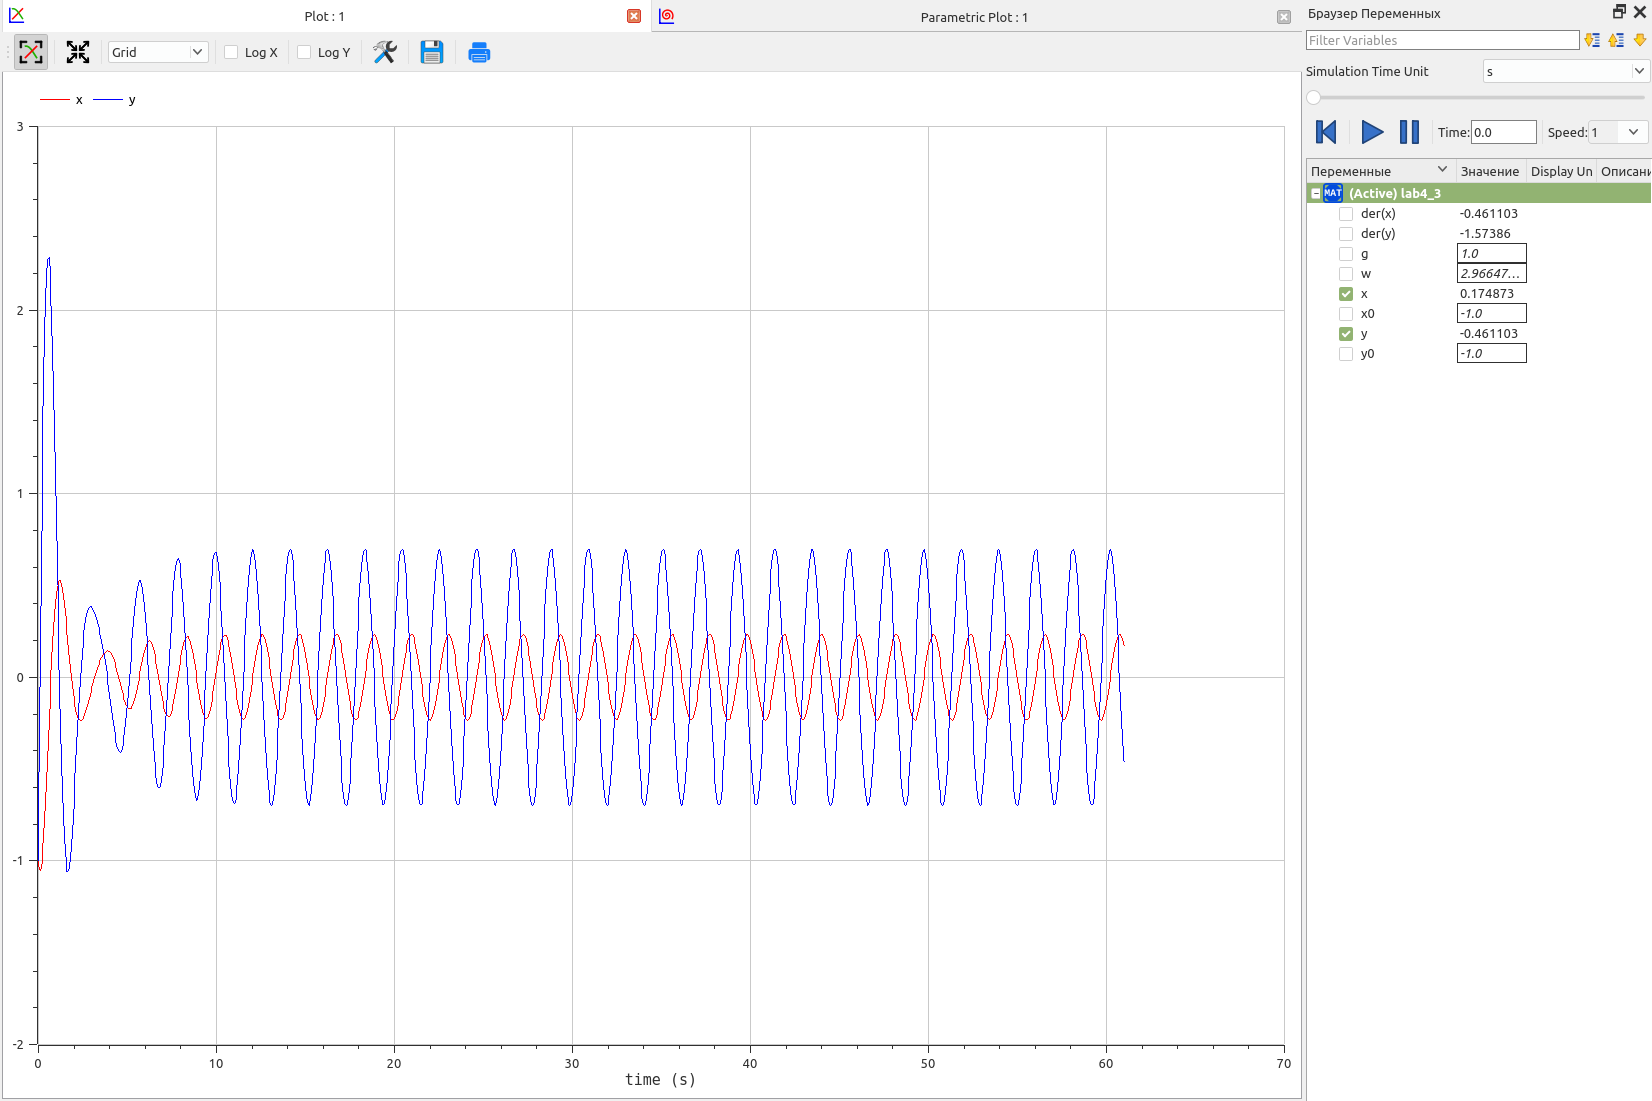 Plot : 1
Parametric Plot : 1
Браузер Переменных
Grid
Log X
Log Y
Filter Variables
Simulation Time Unit
s
Time: 0.0
Speed: 1
x
y
Переменные
Значение
Display Un
Описани
MAT
(Active) lab4_3
der(x) -0.461103
der(y) -1.57386
g 1.0
w 2.96647...
x 0.174873
x0 -1.0
y -0.461103
y0 -1.0
3
2
1
0
-1
-2
0 10 20 30 40 50 60 70
time (s)